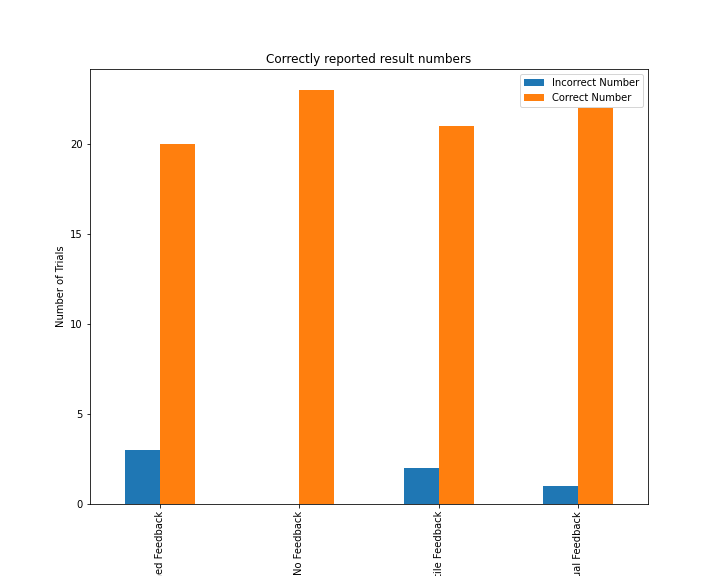 Correctly reported result numbers
Incorrect Number
Correct Number
Number of Trials
20
15
10
5
0
ed Feedback
No Feedback
tile Feedback
ual Feedback